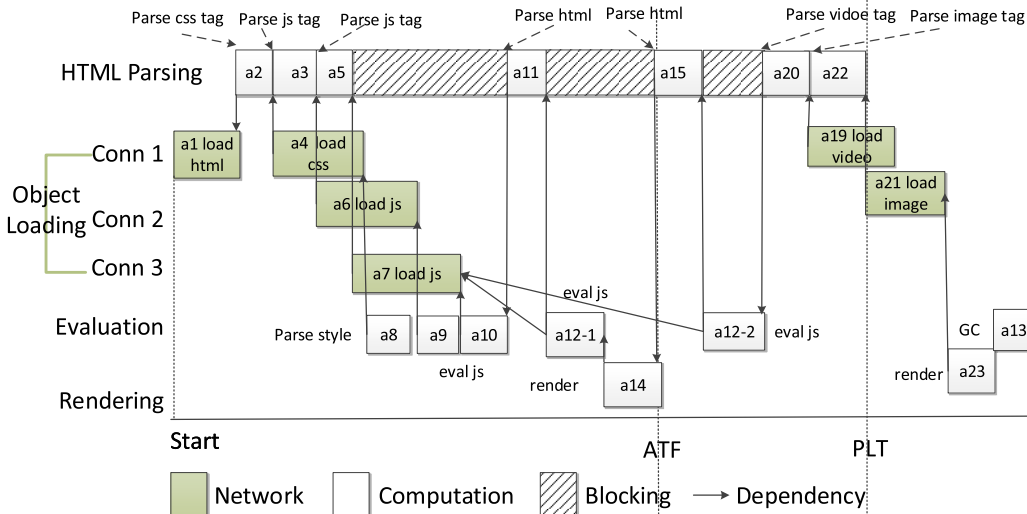 Parse css tag
Parse js tag
Parse js tag
Parse html
Parse html
Parse vidoe tag
Parse image tag
HTML Parsing
a2
a3
a5
a11
a15
a20
a22
Conn 1
a1 load
html
a4 load
css
a19 load
video
Object
Loading
Conn 2
a6 load js
a21 load
image
Conn 3
a7 load js
eval js
Evaluation
Parse style
a8
a9
a10
a12-1
a12-2
eval js
GC
a13
eval js
render
a14
render
a23
Rendering
Start
ATF
PLT
Network
Computation
Blocking
Dependency